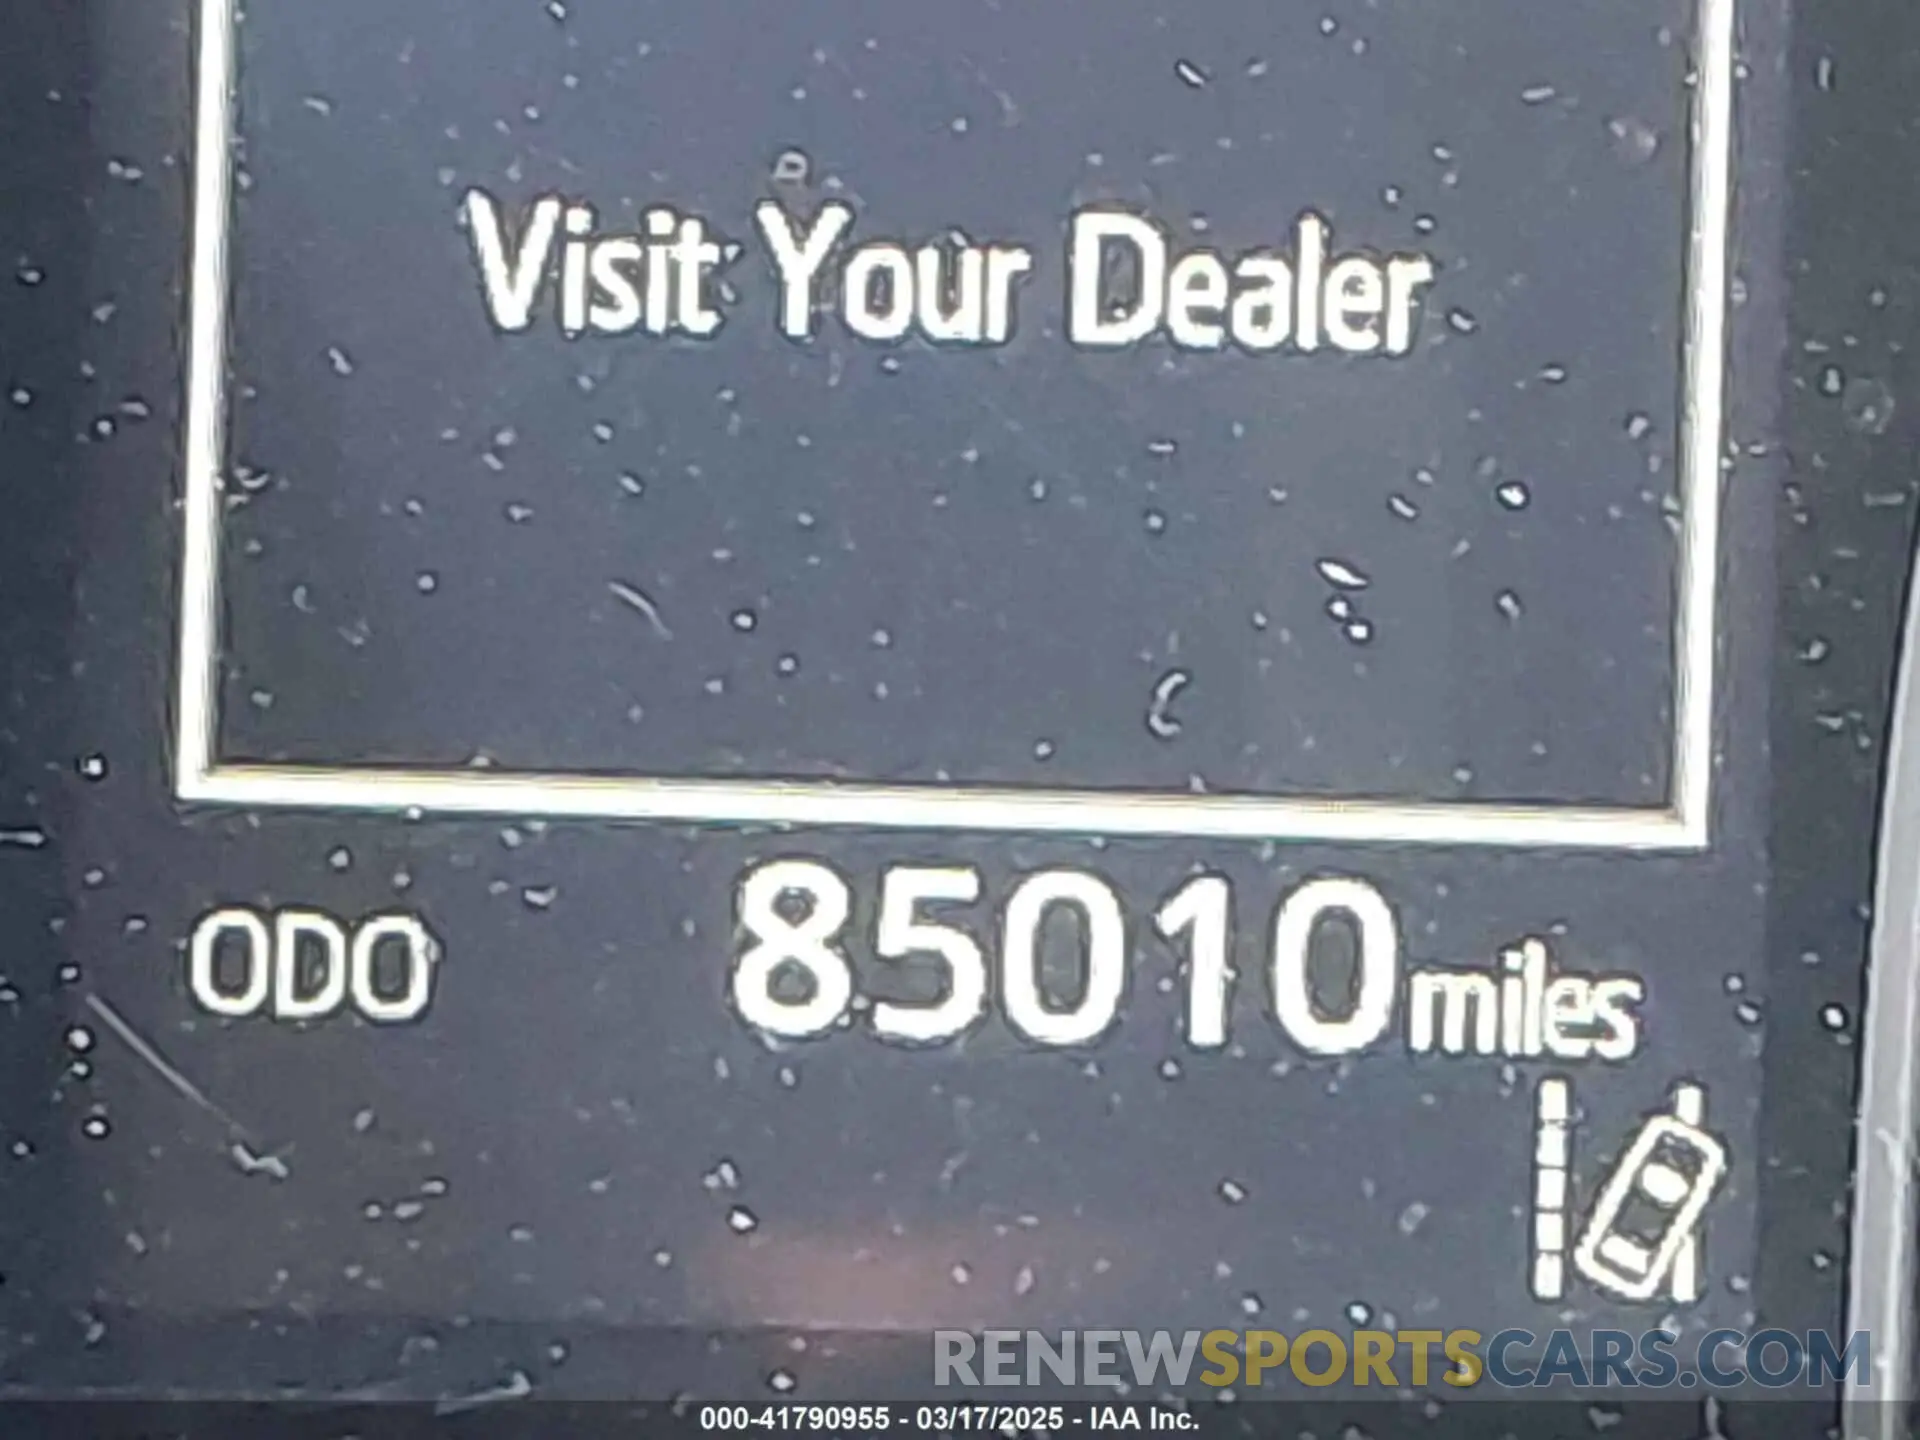 Visit Your Dealer
ODO 85010 miles
RENEWSPORTSCARS.COM
000-41790955 - 03/17/2025 - IAA Inc.